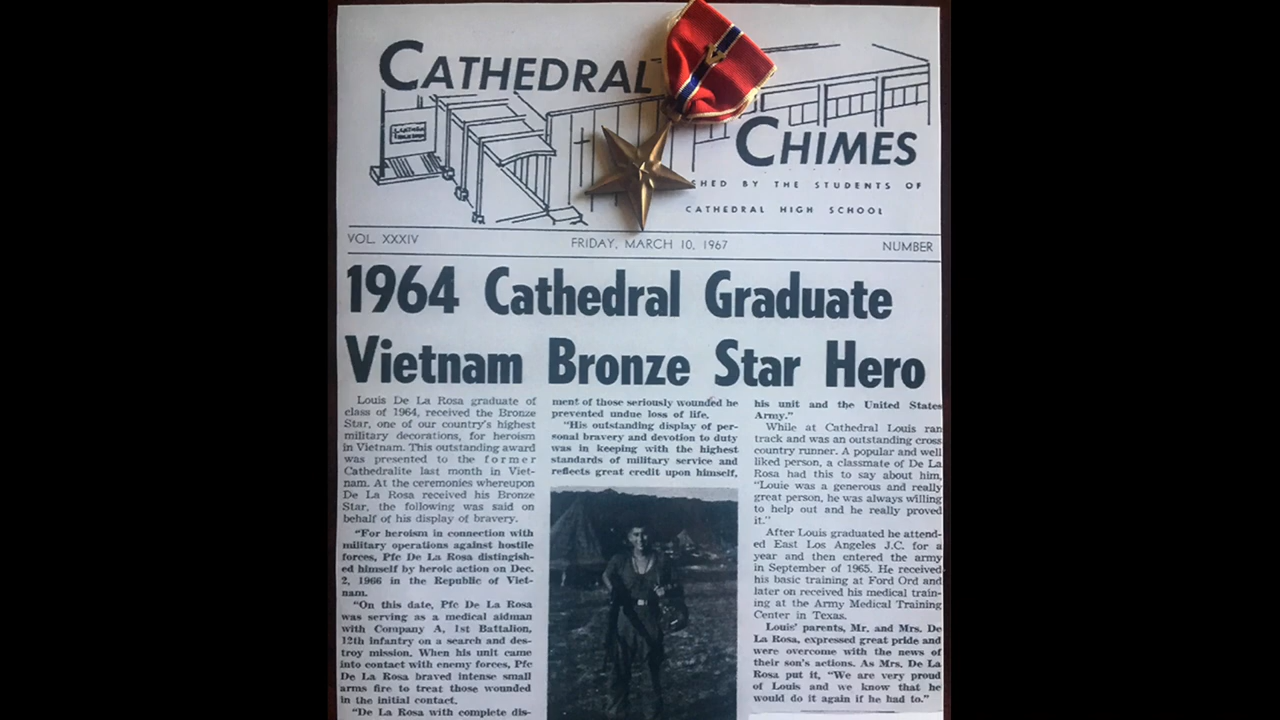 CATHEDRAL
CHIMES
SHED BY THE STUDENTS OF
CATHEDRAL HIGH SCHOOL
VOL. XXXIV
FRIDAY, MARCH 10, 1967
NUMBER
1964 Cathedral Graduate
Vietnam Bronze Star Hero
Louis De La Rosa graduate of
class of 1964, received the Bronze
Star, one of our country's highest
military decorations, for heroism
in Vietnam. This outstanding award
was presented to the former
Cathedralite last month in Viet-
nam. At the ceremonies whereupon
De La Rosa received his Bronze
Star, the following was said on
behalf of his display of bravery.
"For heroism in connection with
military operations against hostile
forces, Pfc De La Rosa distinguish-
ed himself by heroic action on Dec.
2, 1966 in the Republic of Viet-
nam.
"On this date, Pfc De La Rosa
was serving as a medical aidman
with Company A, 1st Battalion,
12th infantry on a search and des-
troy mission. When his unit came
into contact with enemy forces, Pfc
De La Rosa braved intense small
arms fire to treat those wounded
in the initial contact.
"De La Rosa with complete dis-
ment of those seriously wounded he
prevented undue loss of life.
"His outstanding display of per-
sonal bravery and devotion to duty
was in keeping with the highest
standards of military service and
reflects great credit upon himself,
his unit and the United States
Army."
While at Cathedral Louis ran
track and was an outstanding cross
country runner. A popular and well
liked person, a classmate of De La
Rosa had this to say about him,
"Louie was a generous and really
great person, he was always willing
to help out and he really proved
it."
After Louis graduated he attend-
ed East Los Angeles J.C. for a
year and then entered the army
in September of 1965. He received
his basic training at Ford Ord and
later on received his medical train-
ing at the Army Medical Training
Center in Texas.
Louis' parents, Mr. and Mrs. De
La Rosa, expressed great pride and
were overcome with the news of
their son's actions. As Mrs. De La
Rosa put it, "We are very proud
of Louis and we know that he
would do it again if he had to."